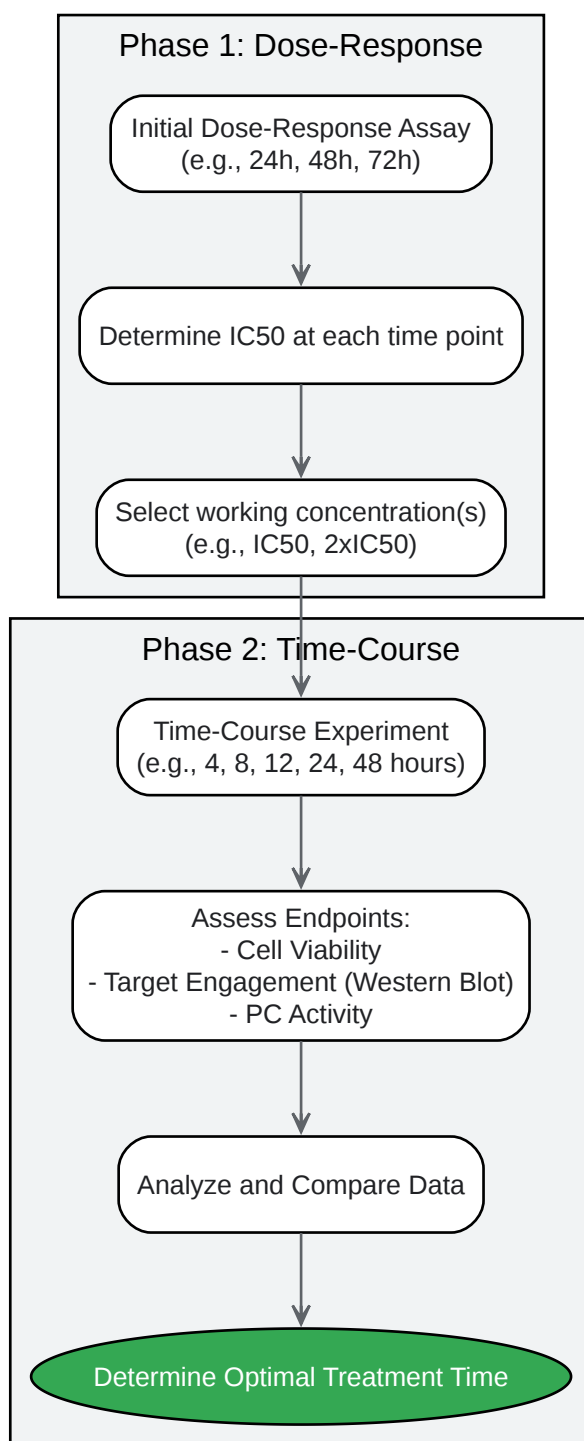 Phase 1: Dose-Response
Initial Dose-Response Assay
(e.g., 24h, 48h, 72h)
Determine IC50 at each time point
Select working concentration(s)
(e.g., IC50, 2xIC50)
Phase 2: Time-Course
Time-Course Experiment
(e.g., 4, 8, 12, 24, 48 hours)
Assess Endpoints:
- Cell Viability
- Target Engagement (Western Blot)
- PC Activity
Analyze and Compare Data
Determine Optimal Treatment Time